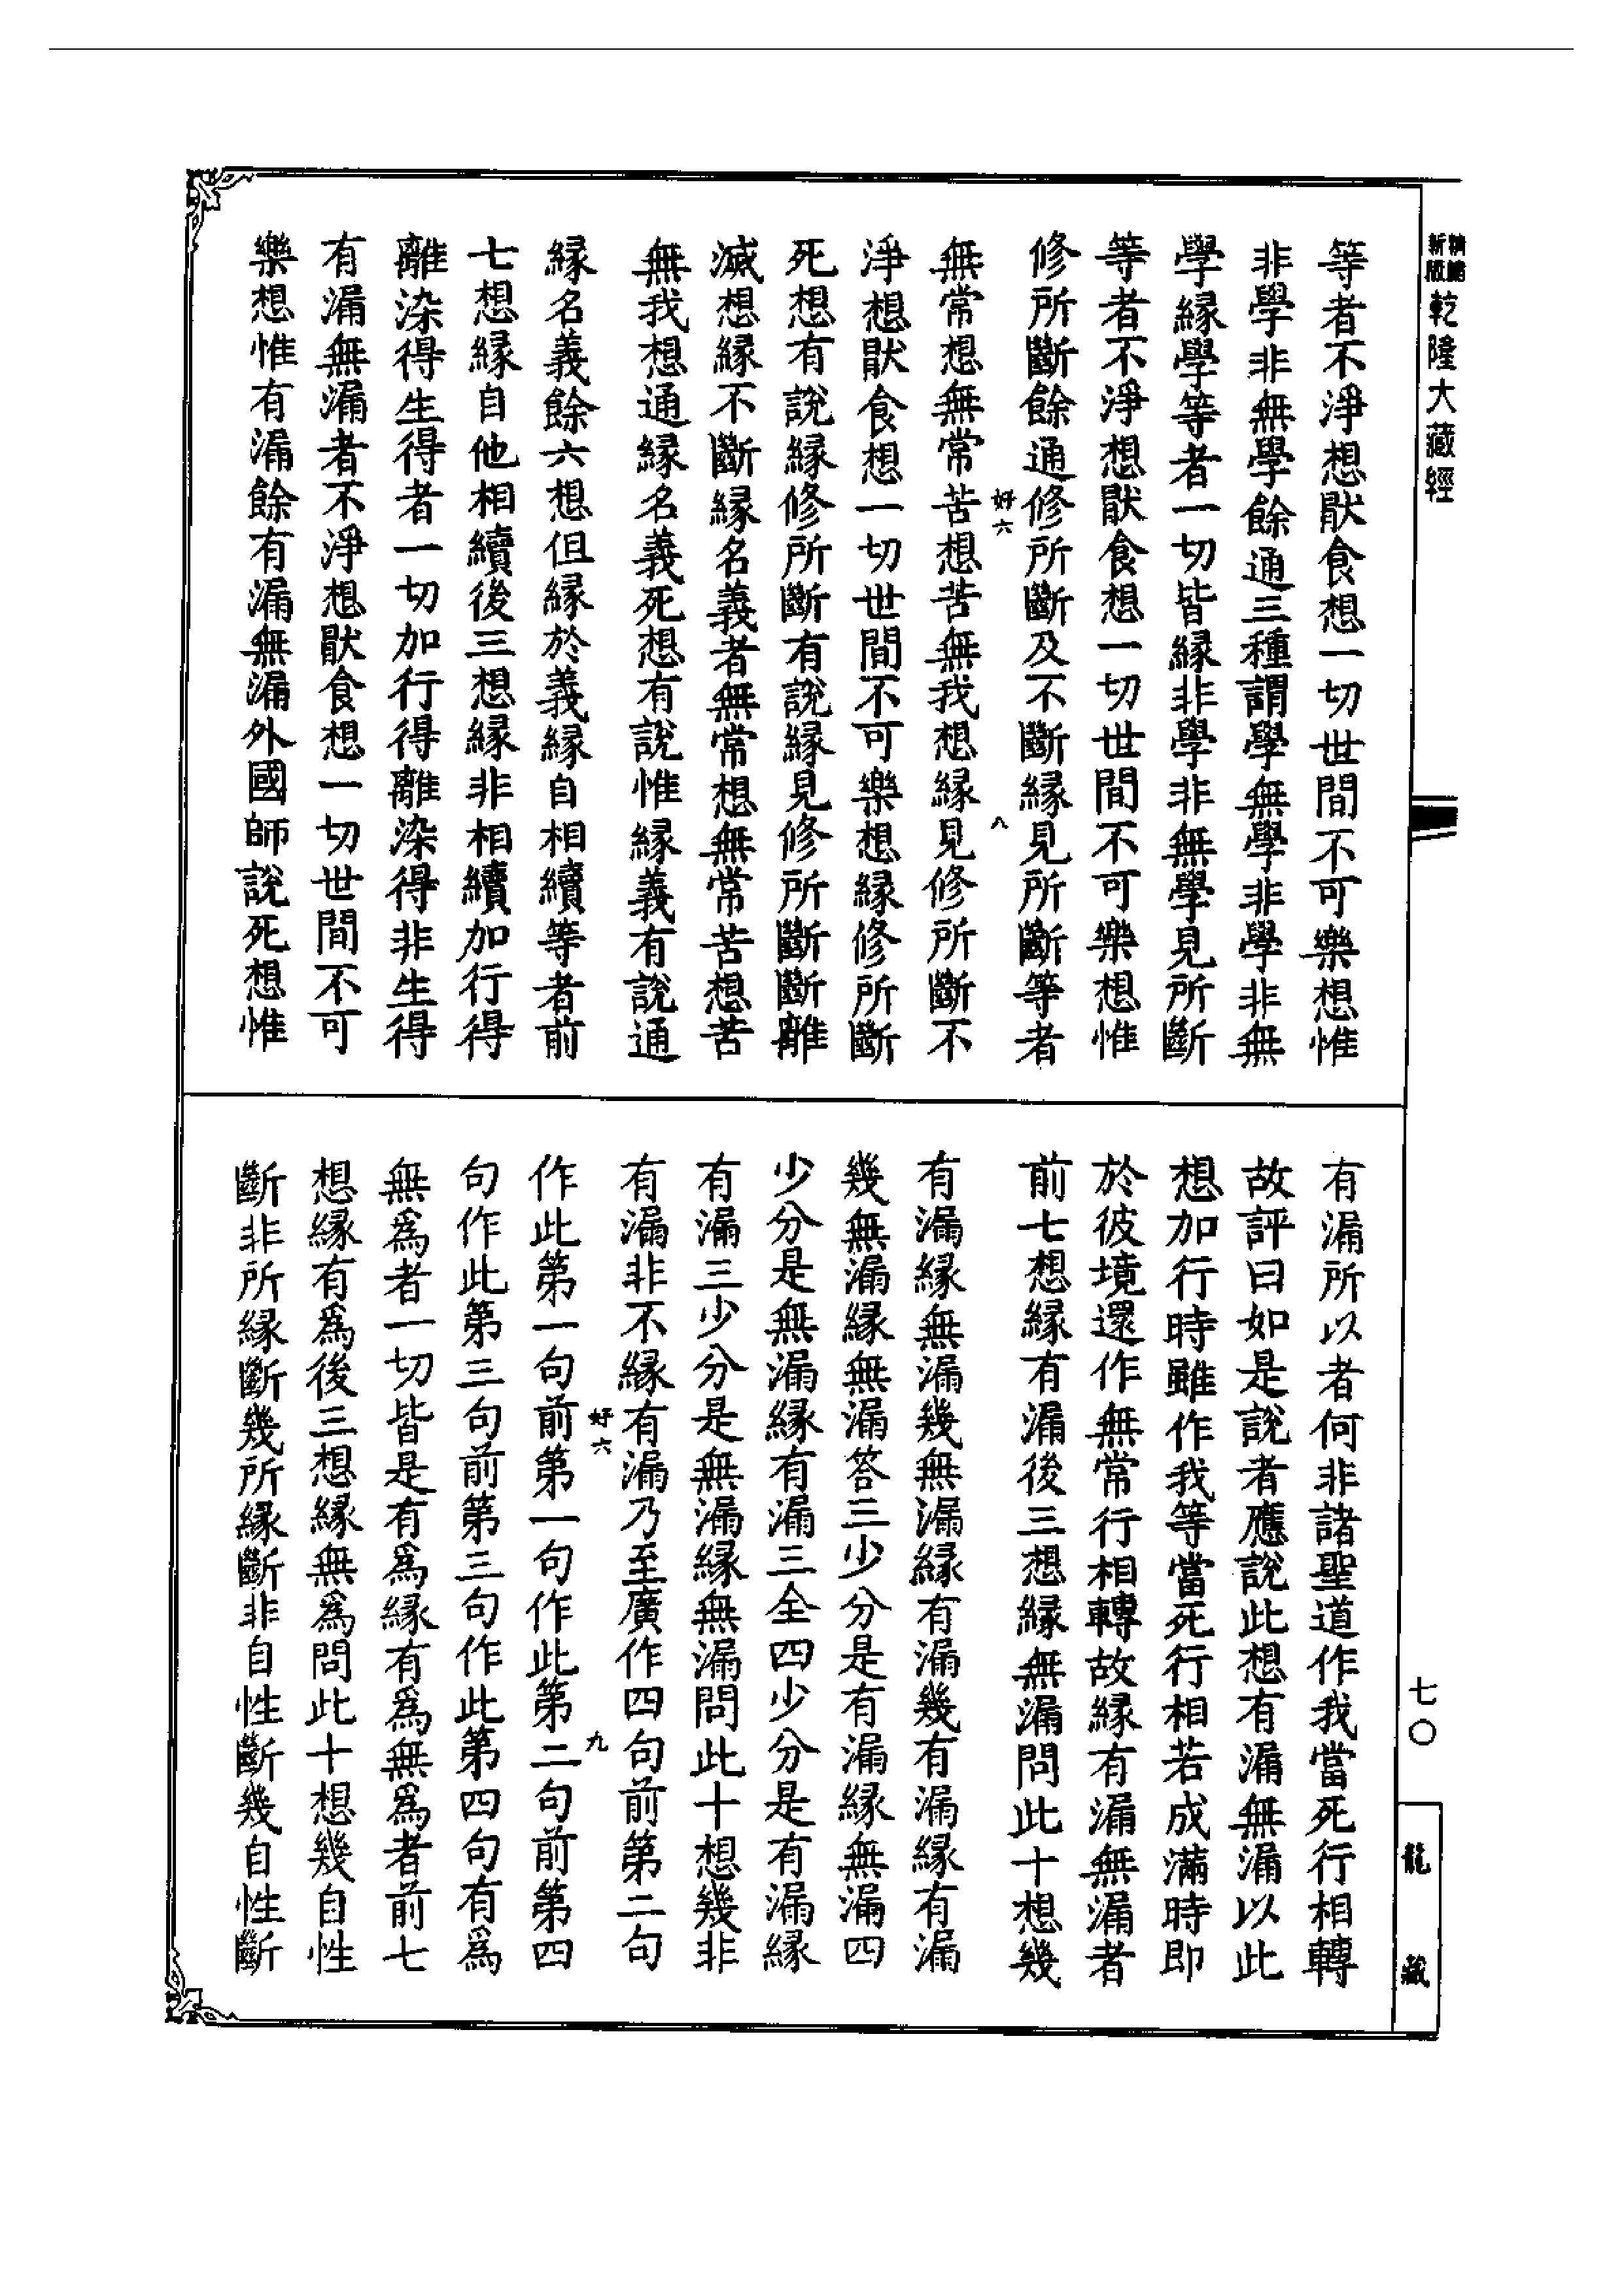 新版 精繕 乾隆大藏經
等者不淨想猒食想一切世間不可樂想惟
非學非無學餘通三種謂學無學非學非無
學緣學等者一切皆緣非學非無學見所斷
等者不淨想猒食想一切世間不可樂想惟
修所斷餘通修所斷及不斷緣見所斷等者
好六
八
無常想無常苦想苦無我想緣見修所斷不
淨想猒食想一切世間不可樂想緣修所斷
死想有說緣修所斷有說緣見修所斷斷離
滅想緣不斷緣名義者無常想無常苦想苦
無我想通緣名義死想有說惟緣義有說通
緣名義餘六想但緣於義緣自相續等者前
七想緣自他相續後三想緣非相續加行得
離染得生得者一切加行得離染得非生得
有漏無漏者不淨想猒食想一切世間不可
樂想惟有漏餘有漏無漏外國師說死想惟
有漏所以者何非諸聖道作我當死行相轉
故評曰如是說者應說此想有漏無漏以此
想加行時雖作我等當死行相若成滿時即
於彼境還作無常行相轉故緣有漏無漏者
前七想緣有漏後三想緣無漏問此十想幾
有漏緣無漏幾無漏緣有漏幾有漏緣有漏
幾無漏緣無漏答三少分是有漏緣無漏四
少分是無漏緣有漏三全四少分是有漏緣
有漏三少分是無漏緣無漏問此十想幾非
有漏非不緣有漏乃至廣作四句前第二句
好六
九
作此第一句前第一句作此第二句前第四
句作此第三句前第三句作此第四句有爲
無爲者一切皆是有爲緣有爲無爲者前七
想緣有爲後三想緣無爲問此十想幾自性
斷非所緣斷幾所緣斷非自性斷幾自性斷
七〇
龍藏